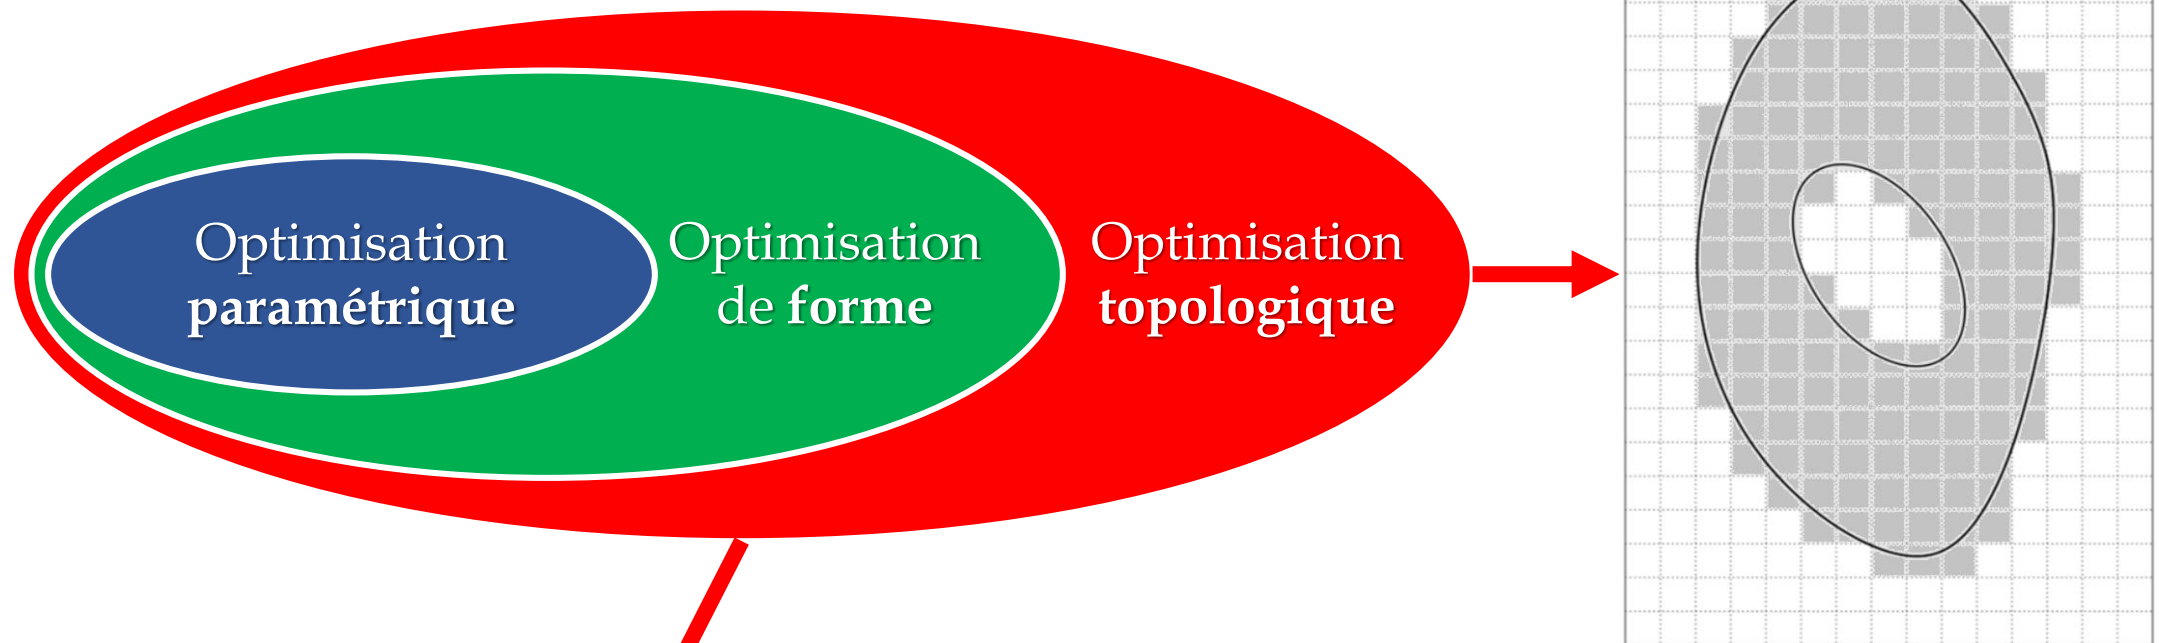 Optimisation
paramétrique
Optimisation
de forme
Optimisation
topologique